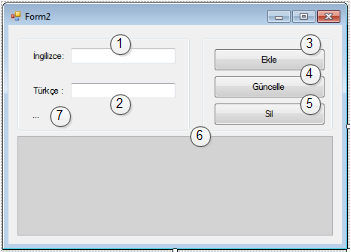 Form2
1
3
İngilizce:
Ekle
4
Güncelle
Türkçe :
2
5
... 7
Sil
6